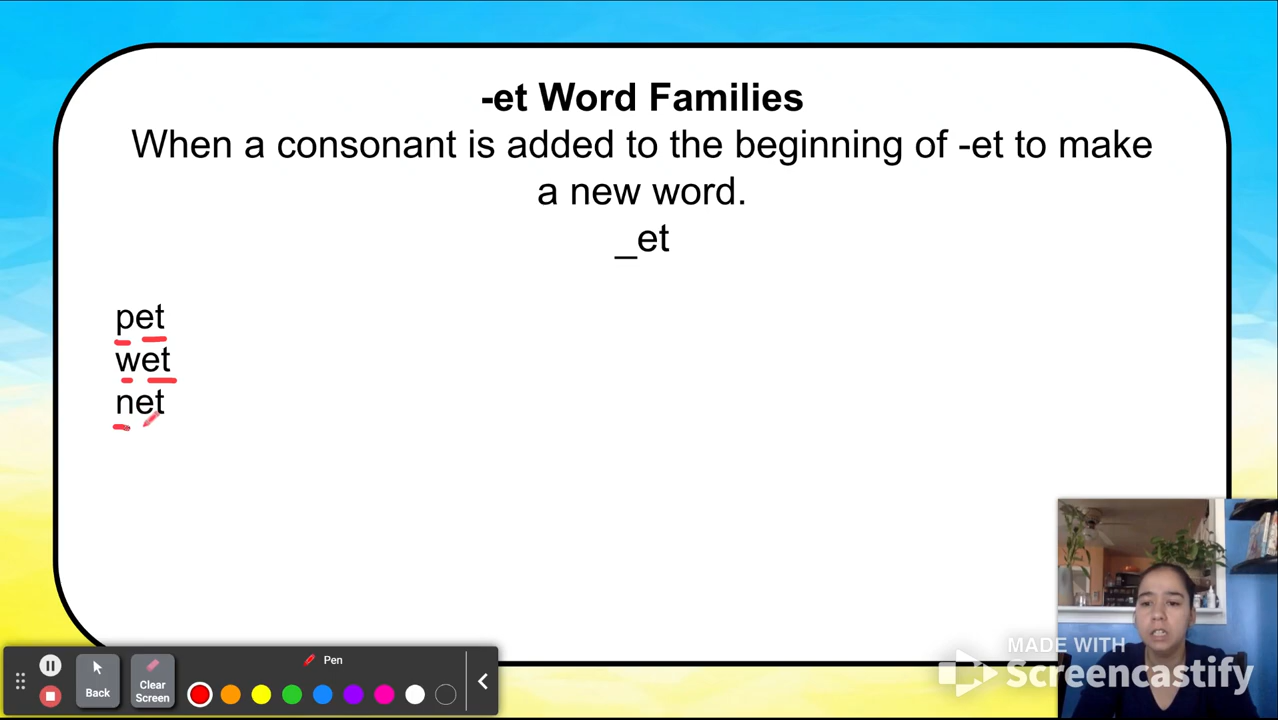 -et Word Families
When a consonant is added to the beginning of -et to make
a new word.
_et
pet
wet
net
Pen
Back
Clear
Screen
MADE WITH
Screencastify